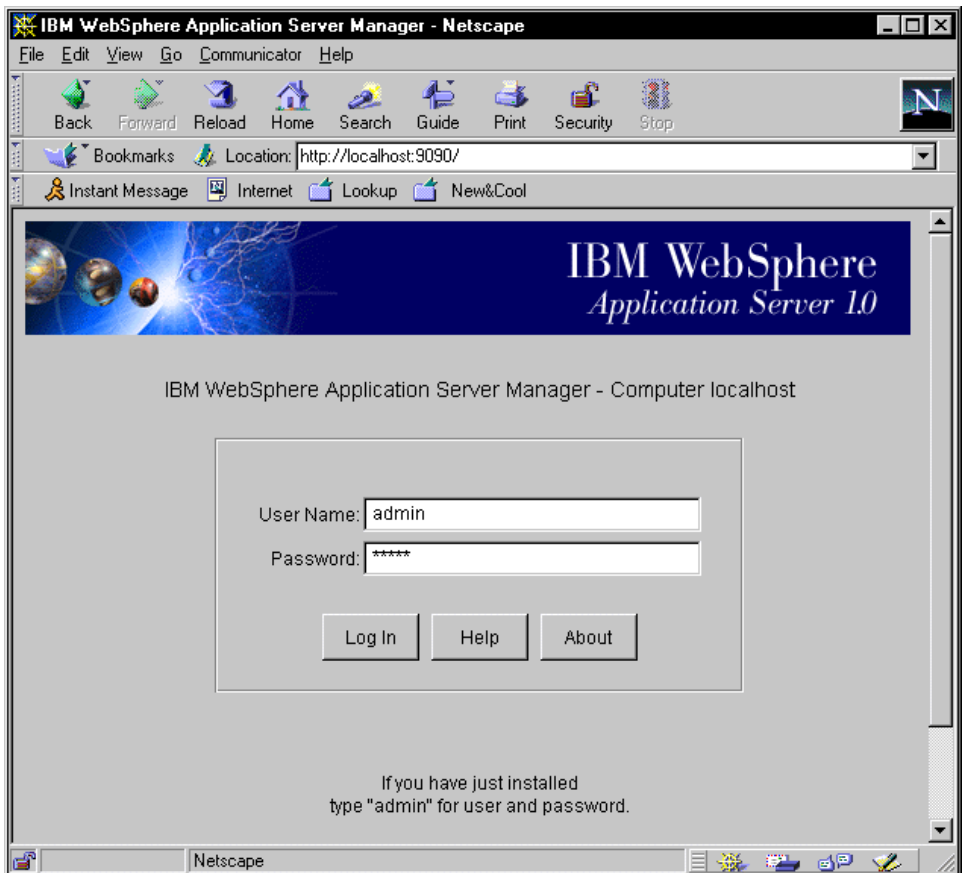 IBM WebSphere Application Server Manager - Netscape
File Edit View Go Communicator Help
Back Forward Reload Home Search Guide Print Security Stop
N
Bookmarks Location: http://localhost:9090/
Instant Message Internet Lookup New&Cool
IBM WebSphere
Application Server 1.0
IBM WebSphere Application Server Manager - Computer localhost
User Name: admin
Password: *****
Log In Help About
If you have just installed
type "admin" for user and password.
Netscape